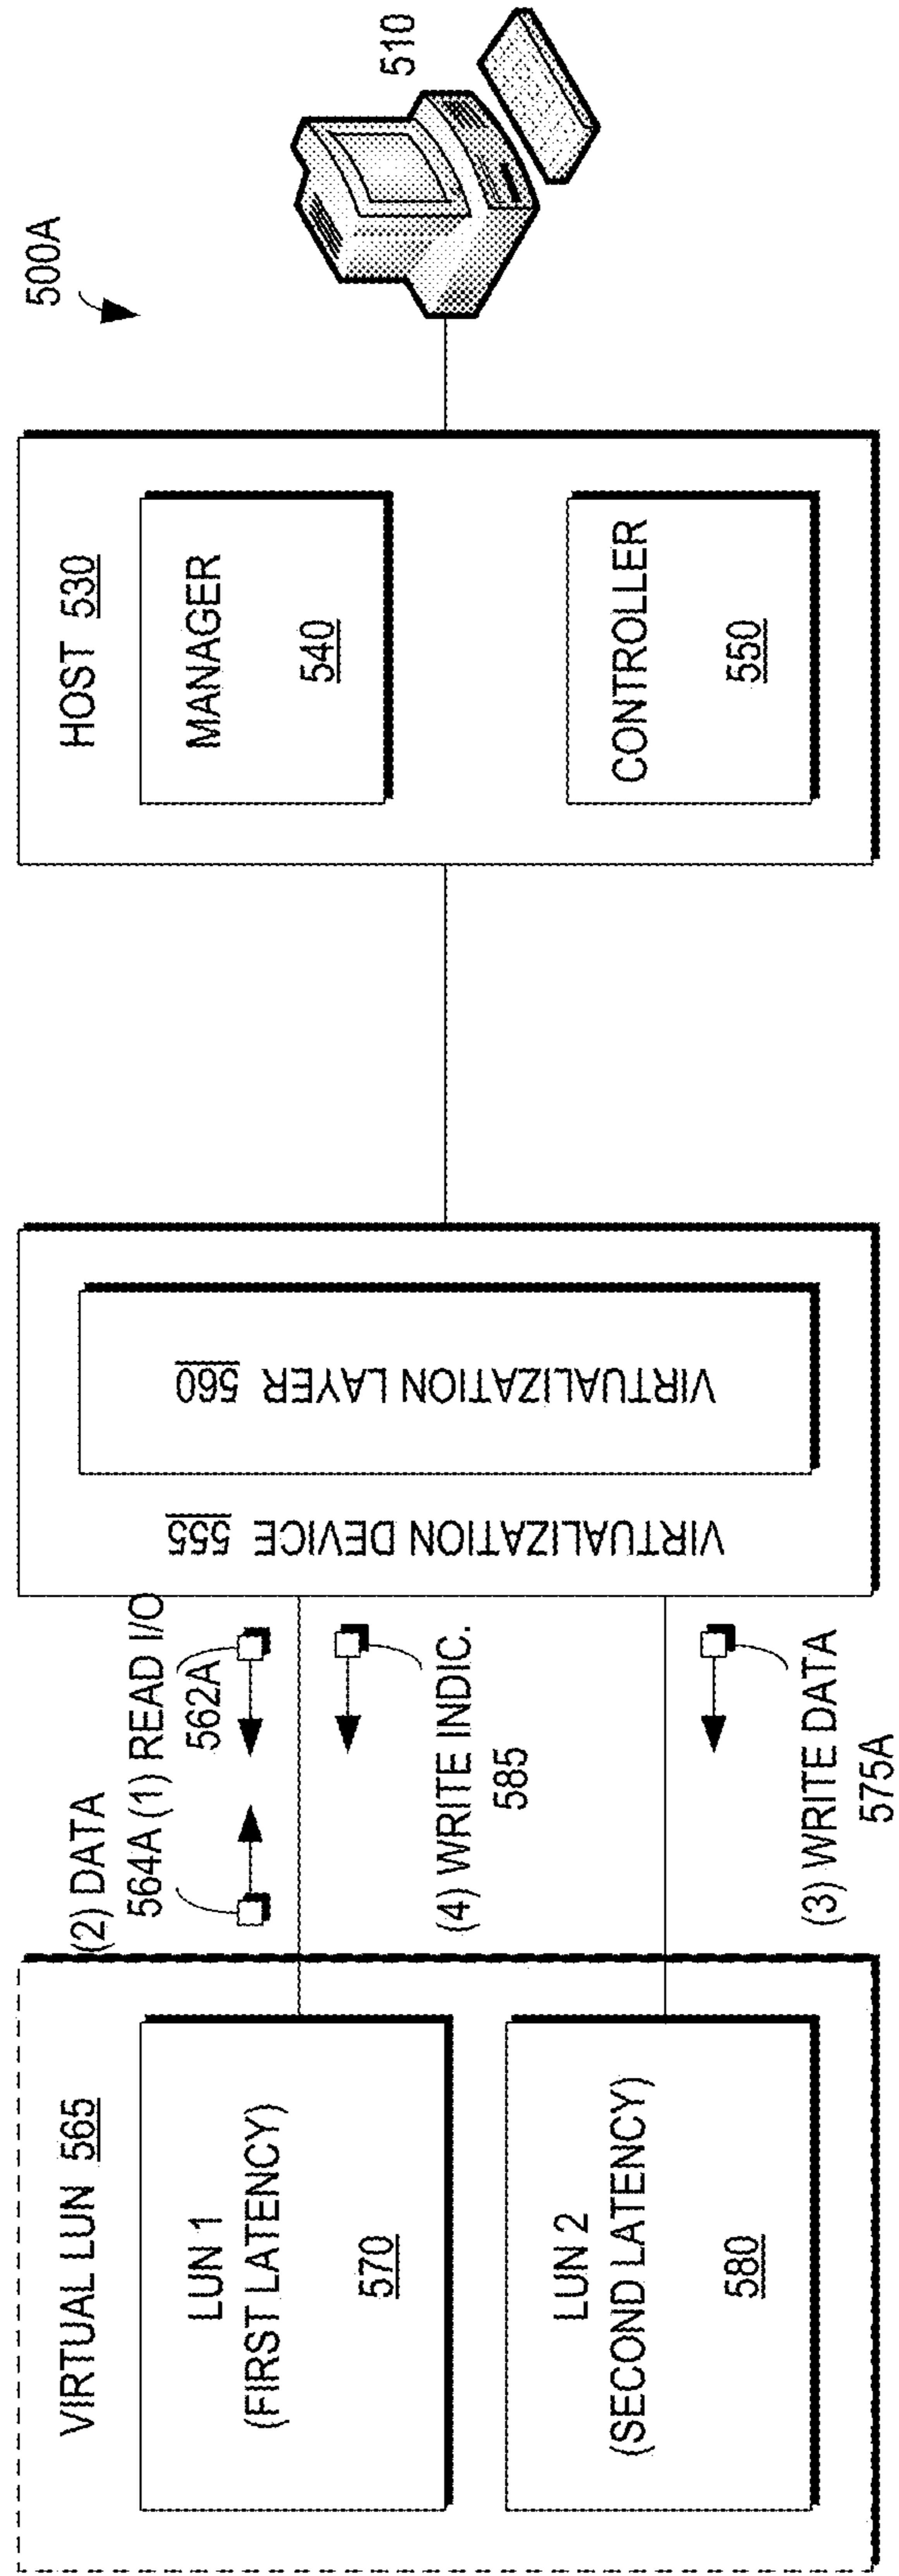 500A
510
HOST 530
MANAGER
540
CONTROLLER
550
VIRTUALIZATION LAYER 560
VIRTUALIZATION DEVICE 555
(2) DATA
564A (1) READ I/O
562A
(4) WRITE INDIC.
585
(3) WRITE DATA
575A
VIRTUAL LUN 565
LUN 1
(FIRST LATENCY)
570
LUN 2
(SECOND LATENCY)
580